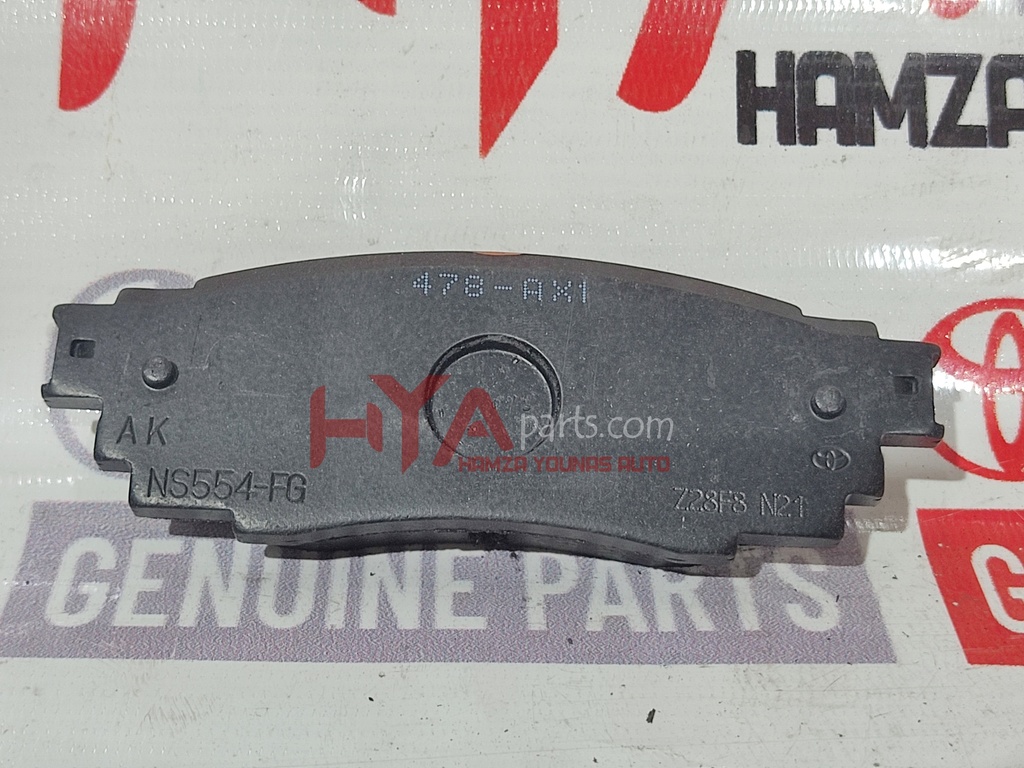 HAMZA
478-AX1
HYA parts.com
HAMZA YOUNAS AUTO
AK
NS554-FG
Z28F8 N21
GENUINE PARTS
G